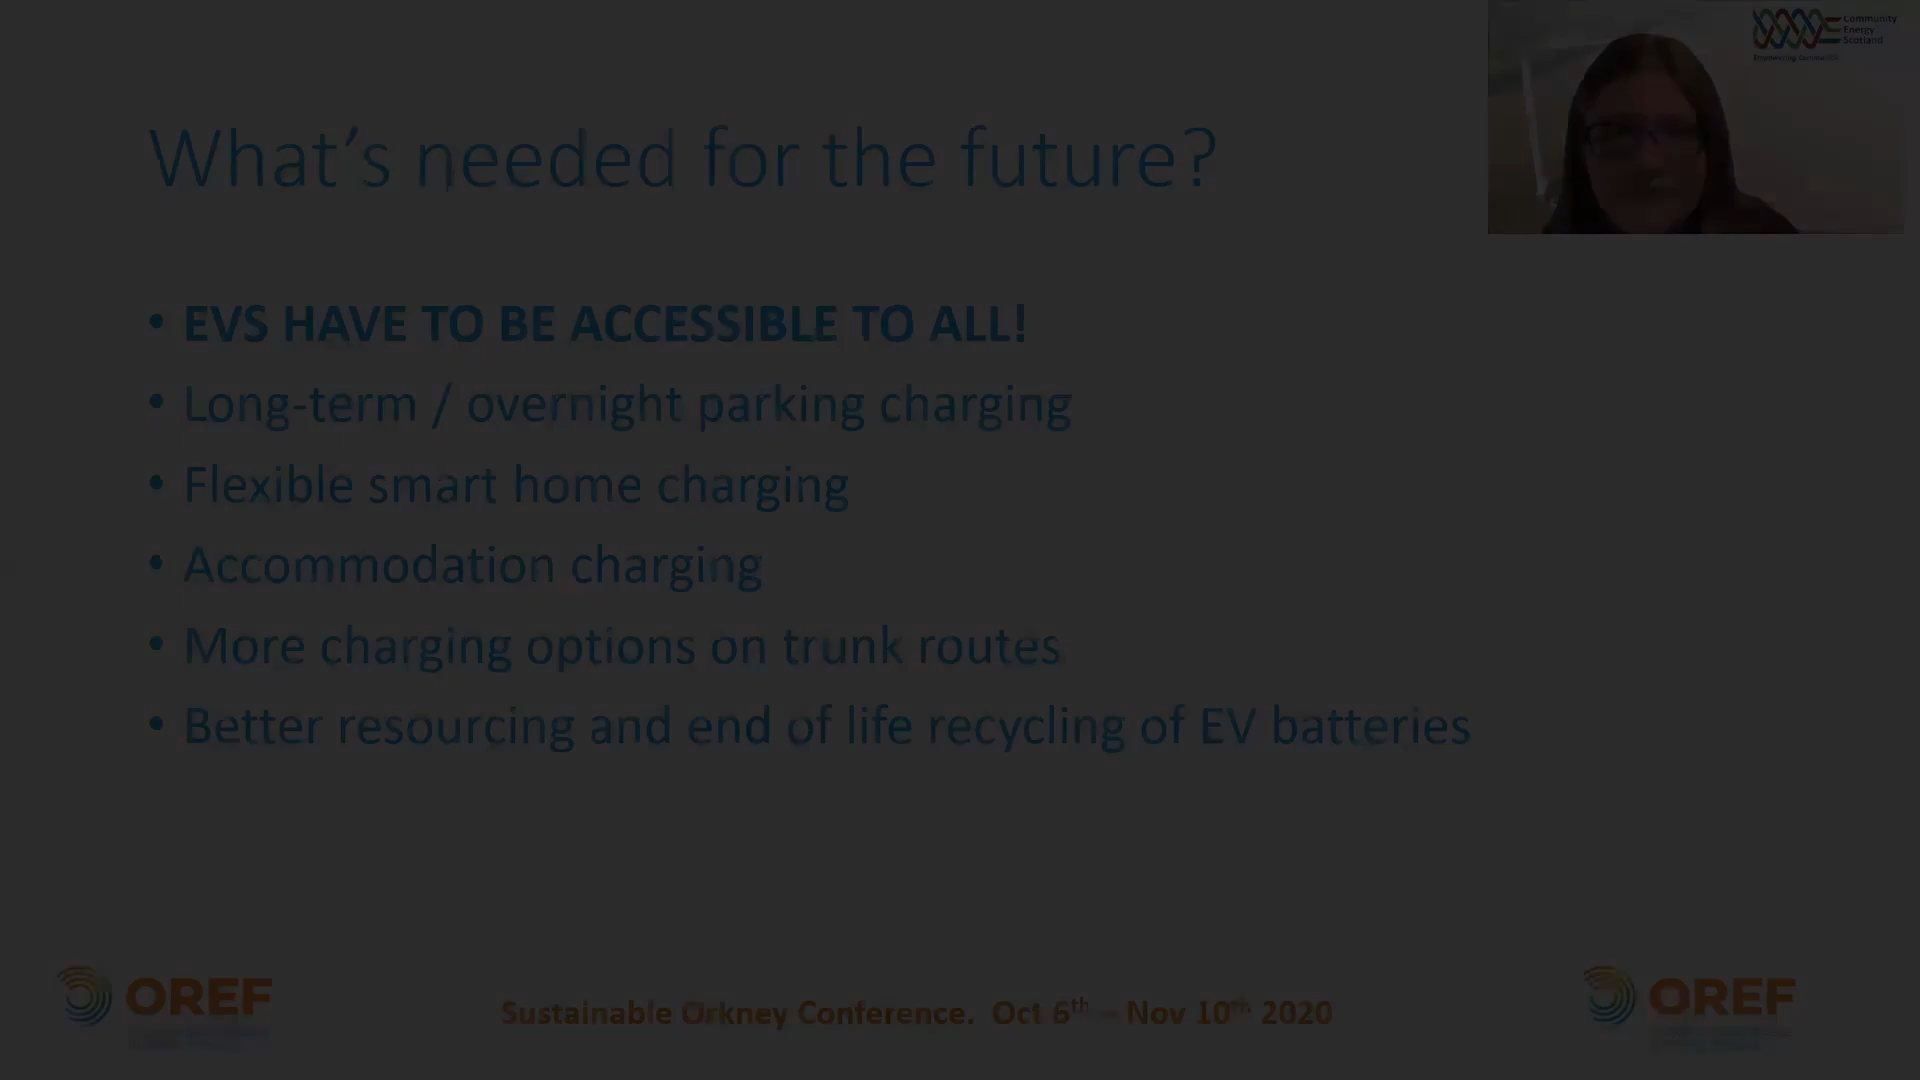 Community
Energy
Scotland
What's needed for the future?
• EVS HAVE TO BE ACCESSIBLE TO ALL!
• Long-term / overnight parking charging
• Flexible smart home charging
• Accommodation charging
• More charging options on trunk routes
• Better resourcing and end of life recycling of EV batteries
OREF
Sustainable Orkney Conference. Oct 6th – Nov 10th 2020
OREF